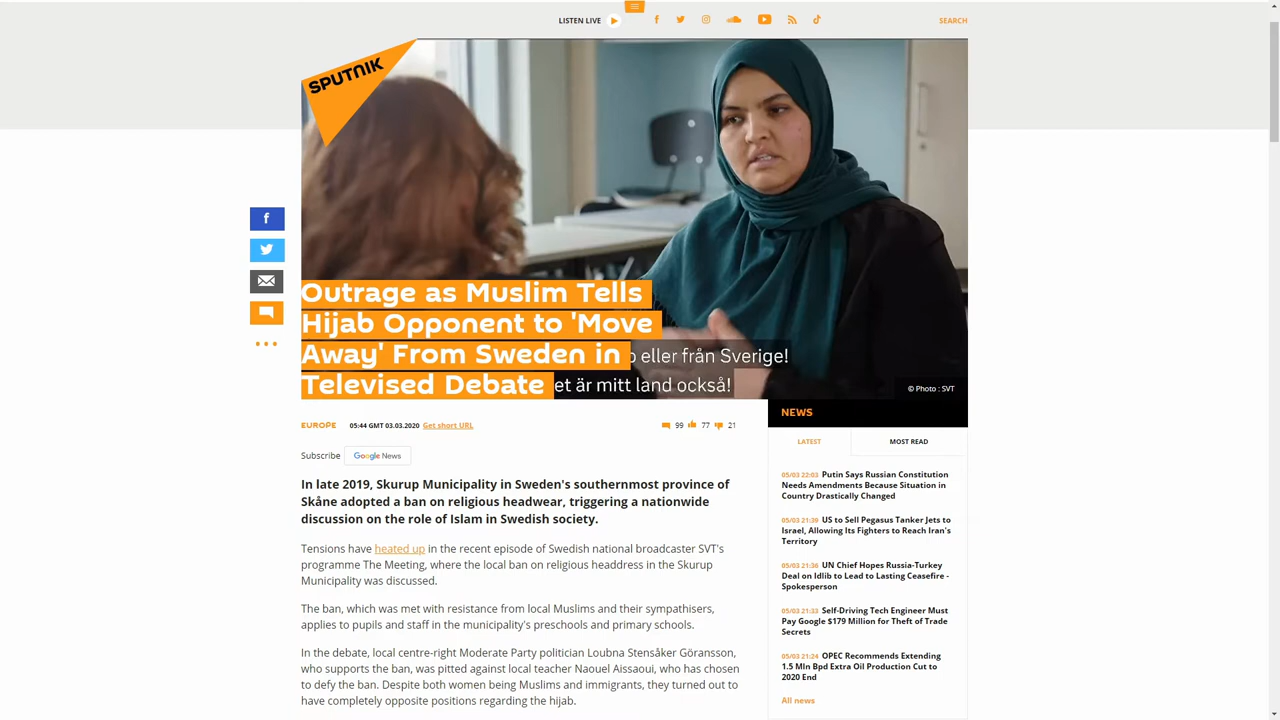 LISTEN LIVE
SEARCH
SPUTNIK
Outrage as Muslim Tells
Hijab Opponent to 'Move
Away' From Sweden in
Televised Debate
eller från Sverige!
et är mitt land också!
© Photo : SVT
EUROPE 05:44 GMT 03.03.2020 Get short URL
99 77 21
Subscribe Google News
In late 2019, Skurup Municipality in Sweden's southernmost province of
Skåne adopted a ban on religious headwear, triggering a nationwide
discussion on the role of Islam in Swedish society.
Tensions have heated up in the recent episode of Swedish national broadcaster SVT's
programme The Meeting, where the local ban on religious headdress in the Skurup
Municipality was discussed.
The ban, which was met with resistance from local Muslims and their sympathisers,
applies to pupils and staff in the municipality's preschools and primary schools.
In the debate, local centre-right Moderate Party politician Loubna Stensåker Göransson,
who supports the ban, was pitted against local teacher Naouel Aissaoui, who has chosen
to defy the ban. Despite both women being Muslims and immigrants, they turned out to
have completely opposite positions regarding the hijab.
NEWS
LATEST MOST READ
05/03 22:03 Putin Says Russian Constitution
Needs Amendments Because Situation in
Country Drastically Changed
05/03 21:39 US to Sell Pegasus Tanker Jets to
Israel, Allowing Its Fighters to Reach Iran's
Territory
05/03 21:36 UN Chief Hopes Russia-Turkey
Deal on Idlib to Lead to Lasting Ceasefire -
Spokesperson
05/03 21:33 Self-Driving Tech Engineer Must
Pay Google $179 Million for Theft of Trade
Secrets
05/03 21:24 OPEC Recommends Extending
1.5 Mln Bpd Extra Oil Production Cut to
2020 End
All news